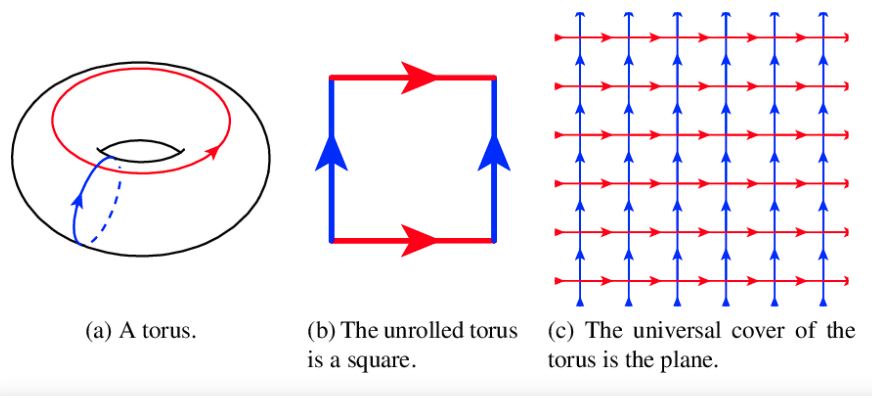 (a) A torus.
(b) The unrolled torus
is a square.
(c) The universal cover of the
torus is the plane.